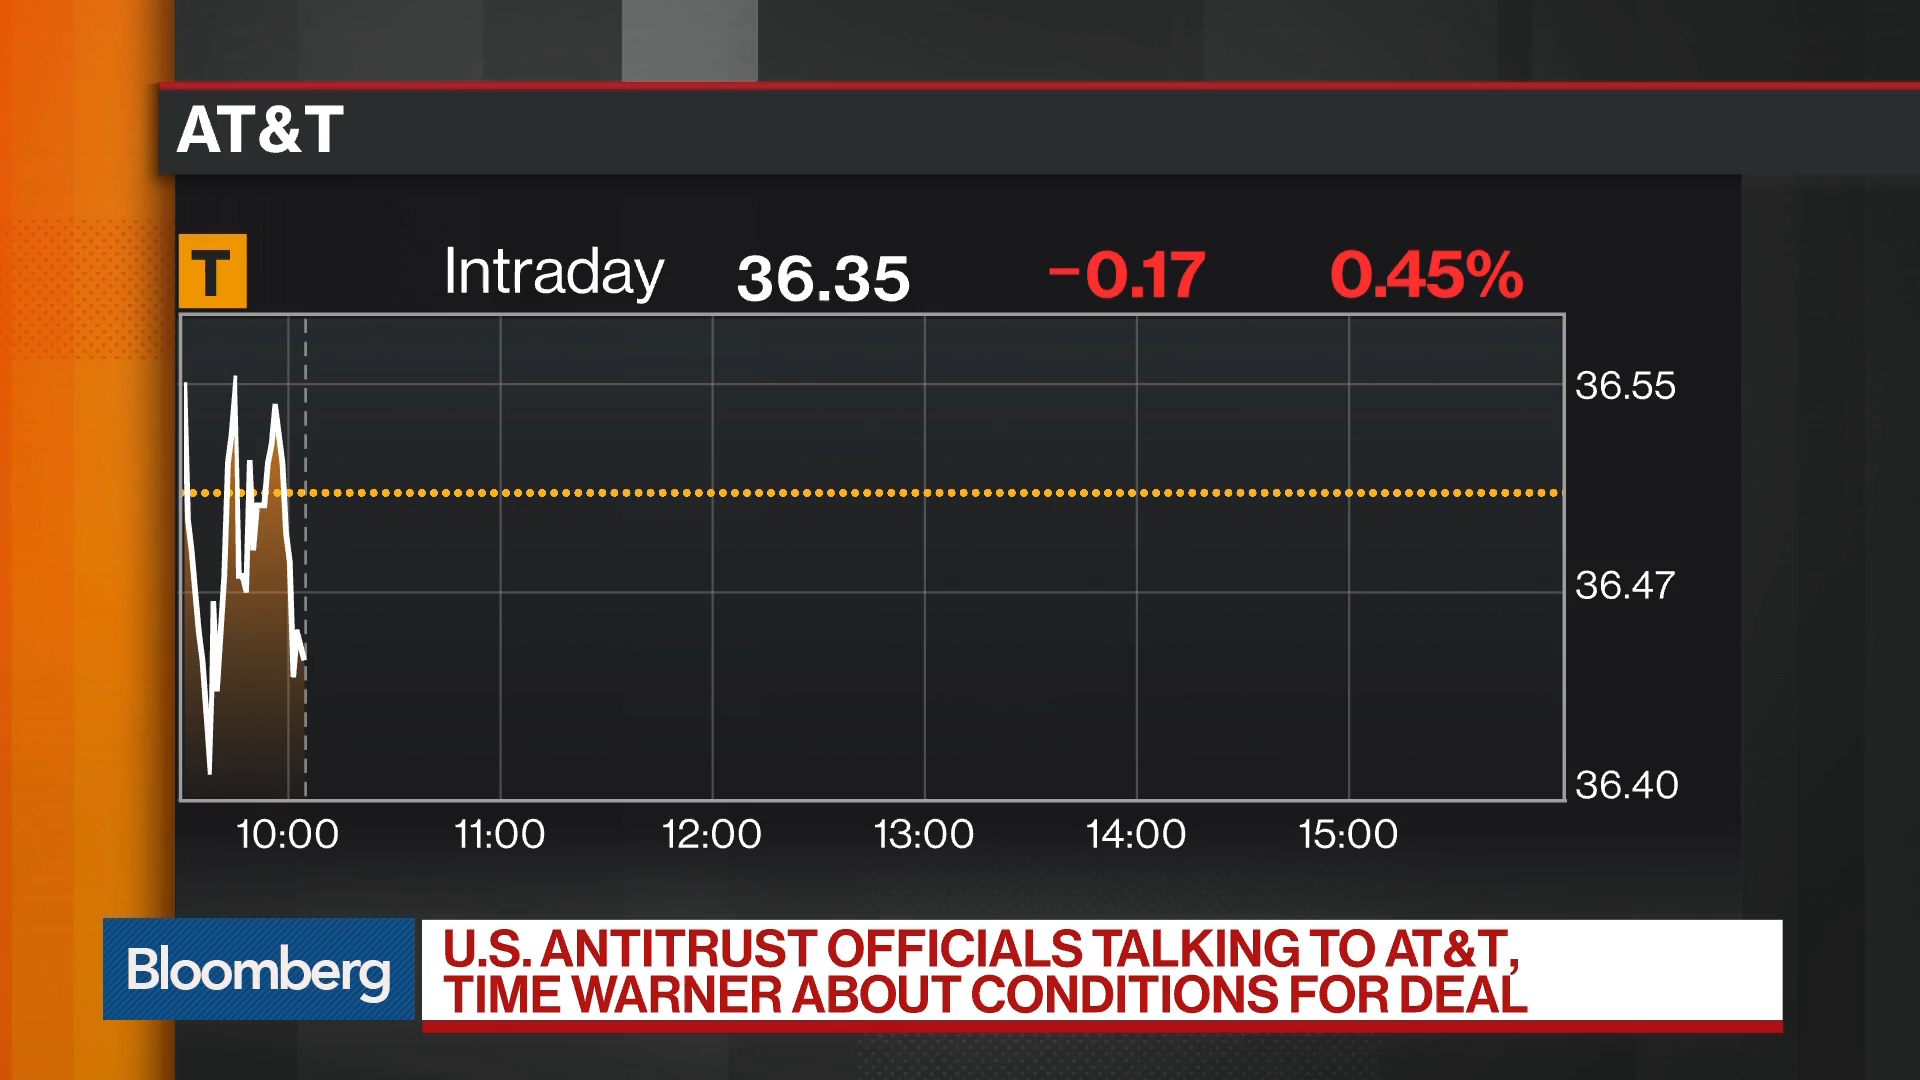 AT&T
T Intraday 36.35 -0.17 0.45%
36.55
36.47
36.40
10:00 11:00 12:00 13:00 14:00 15:00
Bloomberg
U.S. ANTITRUST OFFICIALS TALKING TO AT&T,
TIME WARNER ABOUT CONDITIONS FOR DEAL